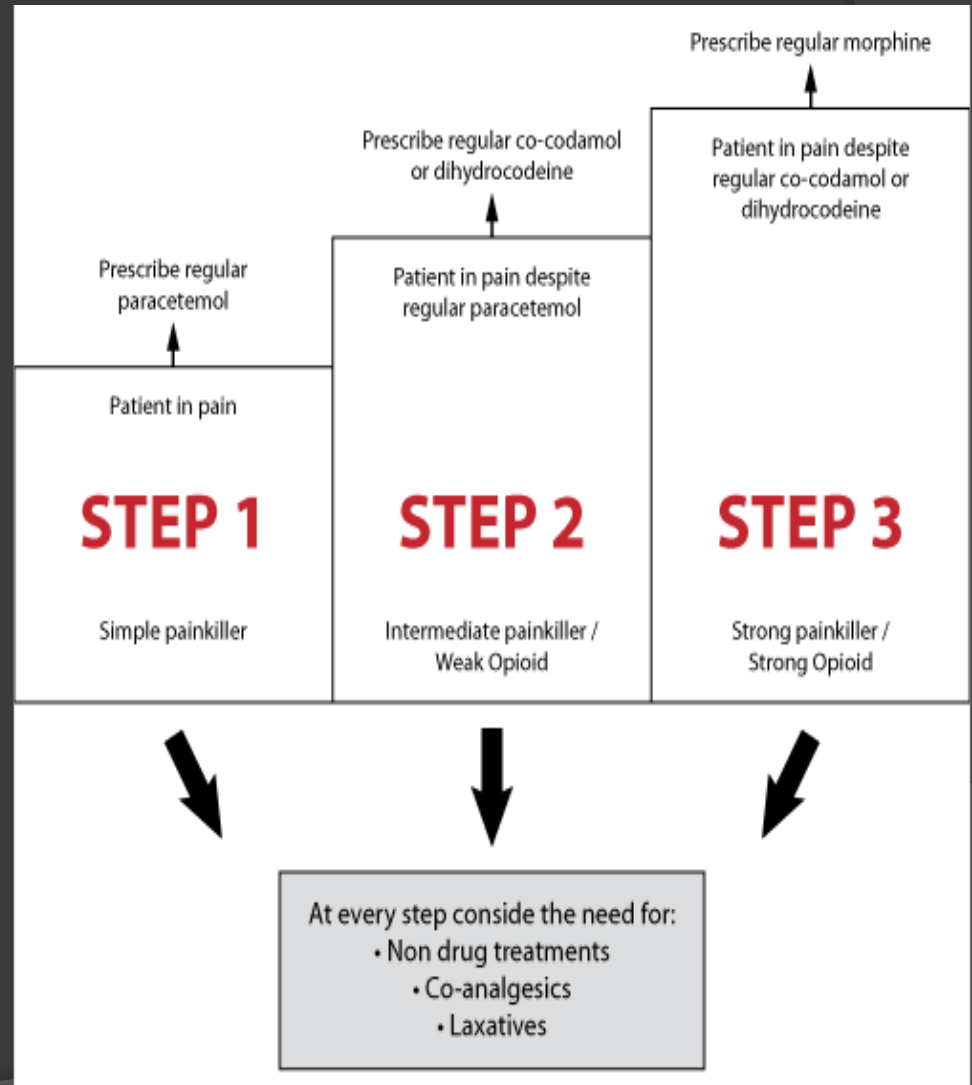 Prescribe regular morphine
Prescribe regular co-codamol
or dihydrocodeine
Patient in pain despite
regular co-codamol or
dihydrocodeine
Prescribe regular
paracetemol
Patient in pain despite
regular paracetemol
Patient in pain
STEP 1
STEP 2
STEP 3
Simple painkiller
Intermediate painkiller /
Weak Opioid
Strong painkiller /
Strong Opioid
At every step conside the need for:
• Non drug treatments
• Co-analgesics
• Laxatives